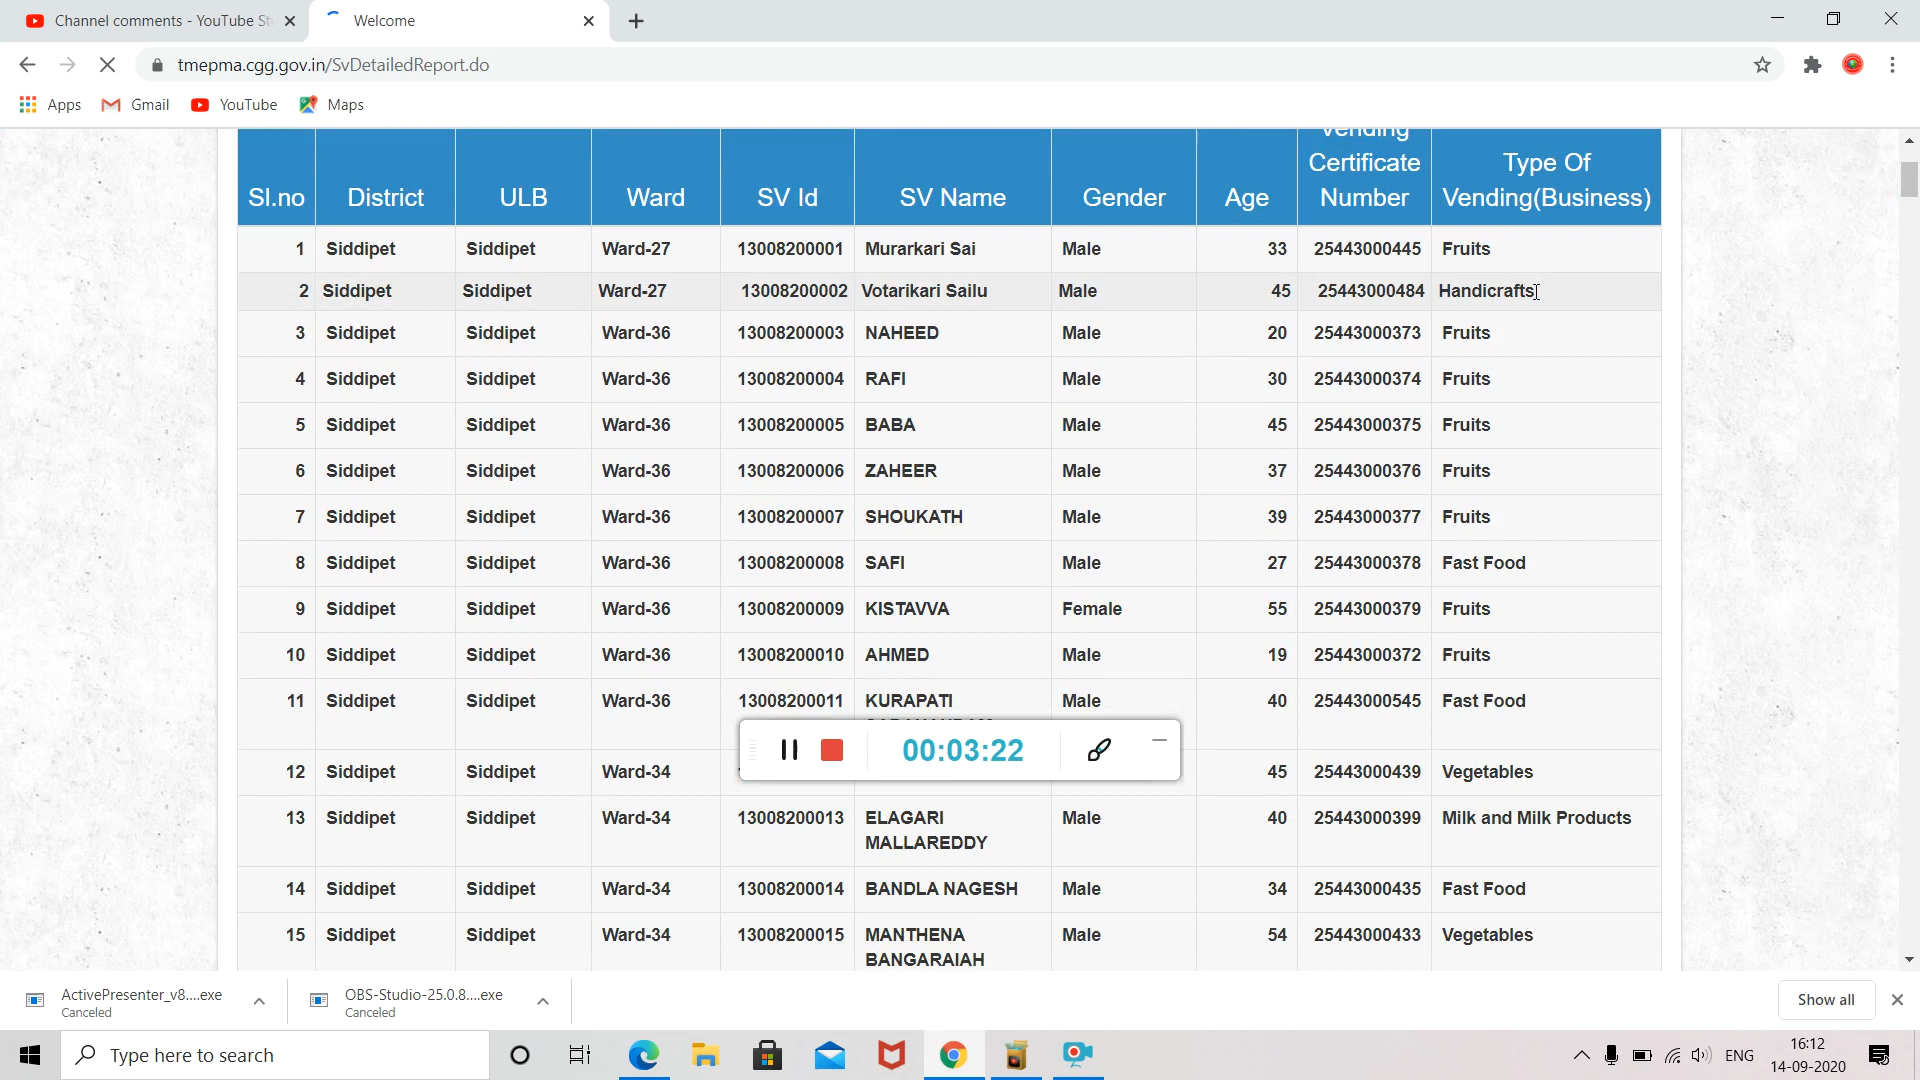 Channel comments - YouTube St
Welcome
tmepma.cgg.gov.in/SvDetailedReport.do
Apps Gmail YouTube Maps
Sl.no District ULB Ward SV Id SV Name Gender Age Vending Certificate Number Type Of Vending(Business)
1 Siddipet Siddipet Ward-27 13008200001 Murarkari Sai Male 33 25443000445 Fruits
2 Siddipet Siddipet Ward-27 13008200002 Votarikari Sailu Male 45 25443000484 Handicrafts
3 Siddipet Siddipet Ward-36 13008200003 NAHEED Male 20 25443000373 Fruits
4 Siddipet Siddipet Ward-36 13008200004 RAFI Male 30 25443000374 Fruits
5 Siddipet Siddipet Ward-36 13008200005 BABA Male 45 25443000375 Fruits
6 Siddipet Siddipet Ward-36 13008200006 ZAHEER Male 37 25443000376 Fruits
7 Siddipet Siddipet Ward-36 13008200007 SHOUKATH Male 39 25443000377 Fruits
8 Siddipet Siddipet Ward-36 13008200008 SAFI Male 27 25443000378 Fast Food
9 Siddipet Siddipet Ward-36 13008200009 KISTAVVA Female 55 25443000379 Fruits
10 Siddipet Siddipet Ward-36 13008200010 AHMED Male 19 25443000372 Fruits
11 Siddipet Siddipet Ward-36 13008200011 KURAPATI Male 40 25443000545 Fast Food
00:03:22
12 Siddipet Siddipet Ward-34 45 25443000439 Vegetables
13 Siddipet Siddipet Ward-34 13008200013 ELAGARI MALLAREDDY Male 40 25443000399 Milk and Milk Products
14 Siddipet Siddipet Ward-34 13008200014 BANDLA NAGESH Male 34 25443000435 Fast Food
15 Siddipet Siddipet Ward-34 13008200015 MANTHENA BANGARAIAH Male 54 25443000433 Vegetables
ActivePresenter_v8....exe
Canceled
OBS-Studio-25.0.8....exe
Canceled
Show all
Type here to search
ENG
16:12
14-09-2020